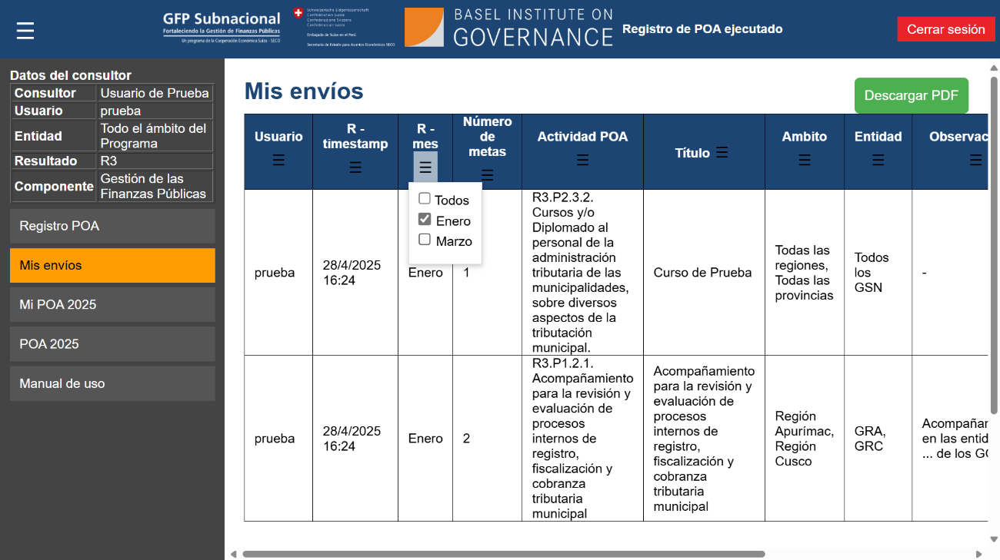 GFP Subnacional
Fortaleciendo la Gestión de Finanzas Públicas
Un programa de la Cooperación Económica Suiza - SECO
Schweizerische Eidgenossenschaft
Confédération suisse
Confederazione Svizzera
Confederaziun svizra
Embajada de Suiza en el Perú
Secretaría de Estado para Asuntos Económicos SECO
BASEL INSTITUTE ON
GOVERNANCE
Registro de POA ejecutado
Cerrar sesión
Datos del consultor
Consultor Usuario de Prueba
Usuario prueba
Entidad Todo el ámbito del
Programa
Resultado R3
Componente Gestión de las
Finanzas Públicas
Registro POA
Mis envíos
Mi POA 2025
POA 2025
Manual de uso
Mis envíos
Descargar PDF
Usuario
R -
timestamp
R -
mes
Número
de
metas
Actividad POA
Título
Ambito
Entidad
Observac
Todos
Enero
Marzo
prueba
28/4/2025
16:24
Enero
1
R3.P2.3.2.
Cursos y/o
Diplomado al
personal de la
administración
tributaria de las
municipalidades,
sobre diversos
aspectos de la
tributación
municipal.
Curso de Prueba
Todas las
regiones,
Todas las
provincias
Todos
los
GSN
-
prueba
28/4/2025
16:24
Enero
2
R3.P1.2.1.
Acompañamiento
para la revisión y
evaluación de
procesos
internos de
registro,
fiscalización y
cobranza
tributaria
municipal
Acompañamiento
para la revisión y
evaluación de
procesos
internos de
registro,
fiscalización y
cobranza
tributaria
municipal
Región
Apurímac,
Región
Cusco
GRA,
GRC
Acompañar
en las entid
... de los GO